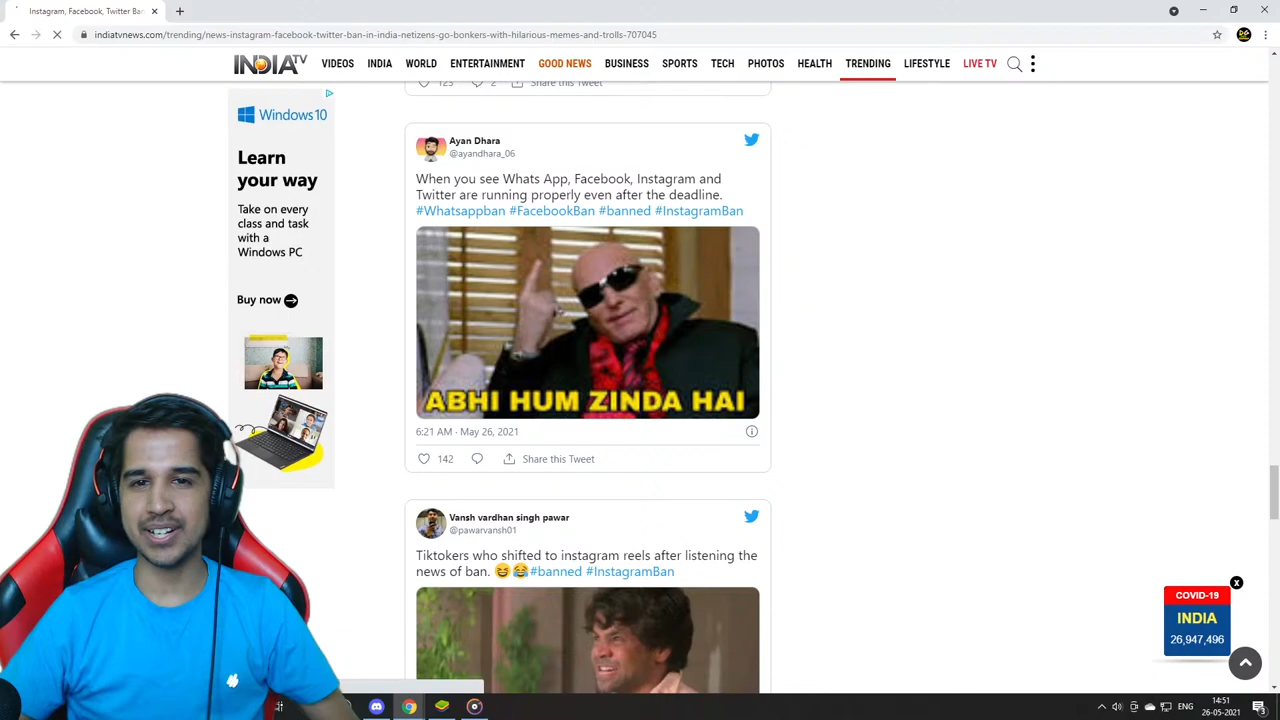 Instagram, Facebook, Twitter Ban
indiatvnews.com/trending/news-instagram-facebook-twitter-ban-in-india-netizens-go-bonkers-with-hilarious-memes-and-trolls-707045
INDIA TV
VIDEOS INDIA WORLD ENTERTAINMENT GOOD NEWS BUSINESS SPORTS TECH PHOTOS HEALTH TRENDING LIFESTYLE LIVE TV
123 2 Share this Tweet
Windows10
Learn
your way
Take on every
class and task
with a
Windows PC
Buy now
Ayan Dhara
@ayandhara_06
When you see Whats App, Facebook, Instagram and
Twitter are running properly even after the deadline.
#Whatsappban #FacebookBan #banned #InstagramBan
ABHI HUM ZINDA HAI
6:21 AM · May 26, 2021
142 Share this Tweet
Vansh vardhan singh pawar
@pawarvansh01
Tiktokers who shifted to instagram reels after listening the
news of ban. 😆😂#banned #InstagramBan
x
COVID-19
INDIA
26,947,496
ENG
14:51
26-05-2021
3